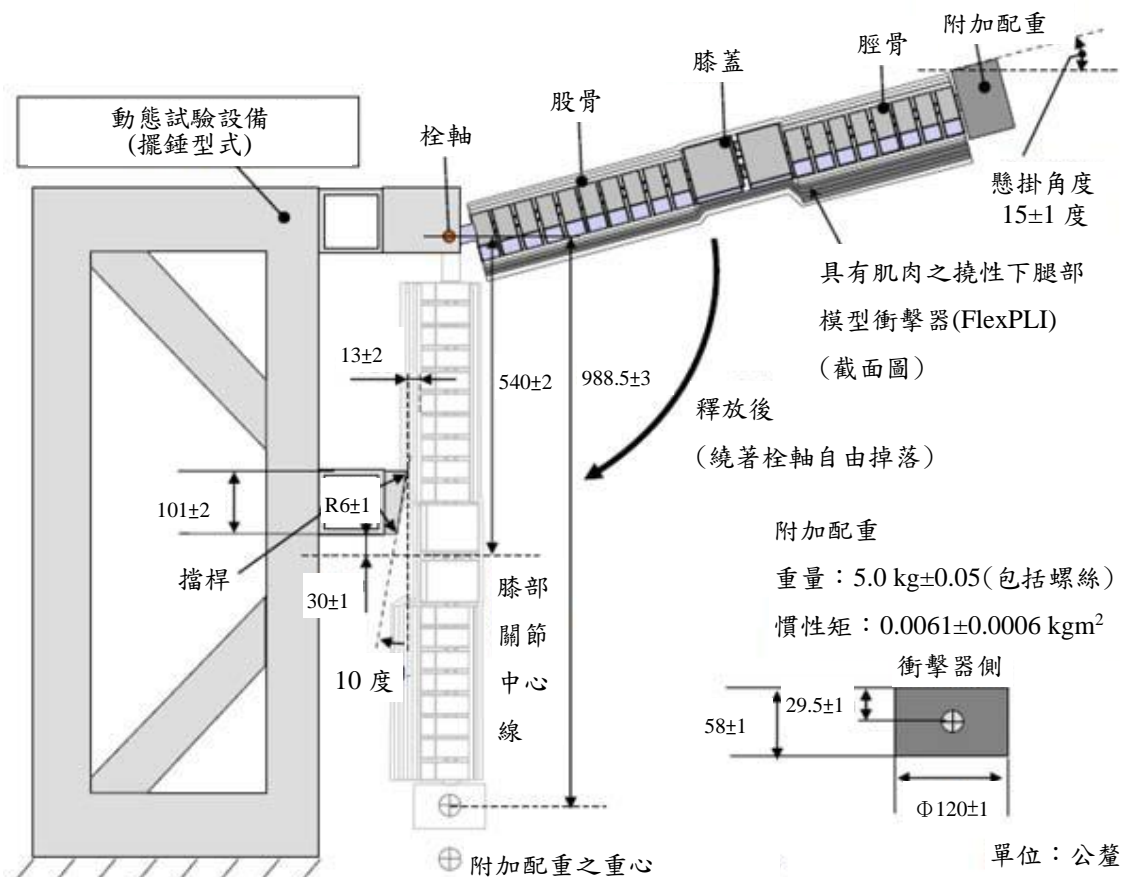 附加配重
脛骨
膝蓋
股骨
栓軸
動態試驗設備
(擺錘型式)
懸掛角度
15±1 度
具有肌肉之撓性下腿部
模型衝擊器(FlexPLI)
(截面圖)
13±2
540±2
988.5±3
釋放後
(繞著栓軸自由掉落)
101±2
R6±1
擋桿
30±1
10 度
膝部
關節
中心
線
附加配重
重量：5.0 kg±0.05(包括螺絲)
慣性矩：0.0061±0.0006 kgm²
衝擊器側
29.5±1
58±1
Φ120±1
附加配重之重心
單位：公釐